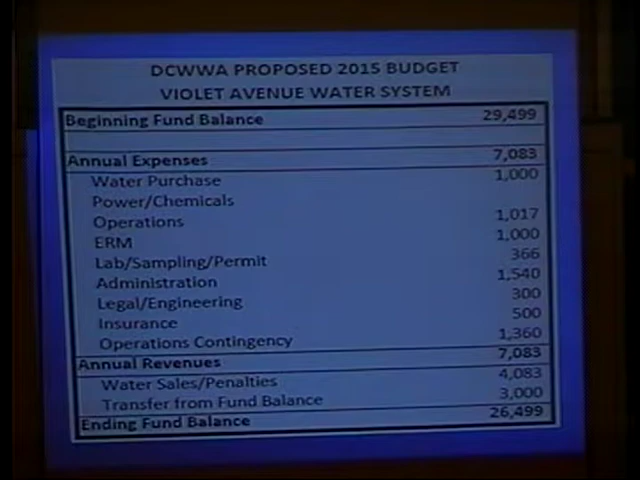 DCWWA PROPOSED 2015 BUDGET
VIOLET AVENUE WATER SYSTEM
Beginning Fund Balance 29,499
Annual Expenses 7,083
Water Purchase 1,000
Power/Chemicals
Operations 1,017
ERM 1,000
Lab/Sampling/Permit 366
Administration 1,540
Legal/Engineering 300
Insurance 500
Operations Contingency 1,360
Annual Revenues 7,083
Water Sales/Penalties 4,083
Transfer from Fund Balance 3,000
Ending Fund Balance 26,499